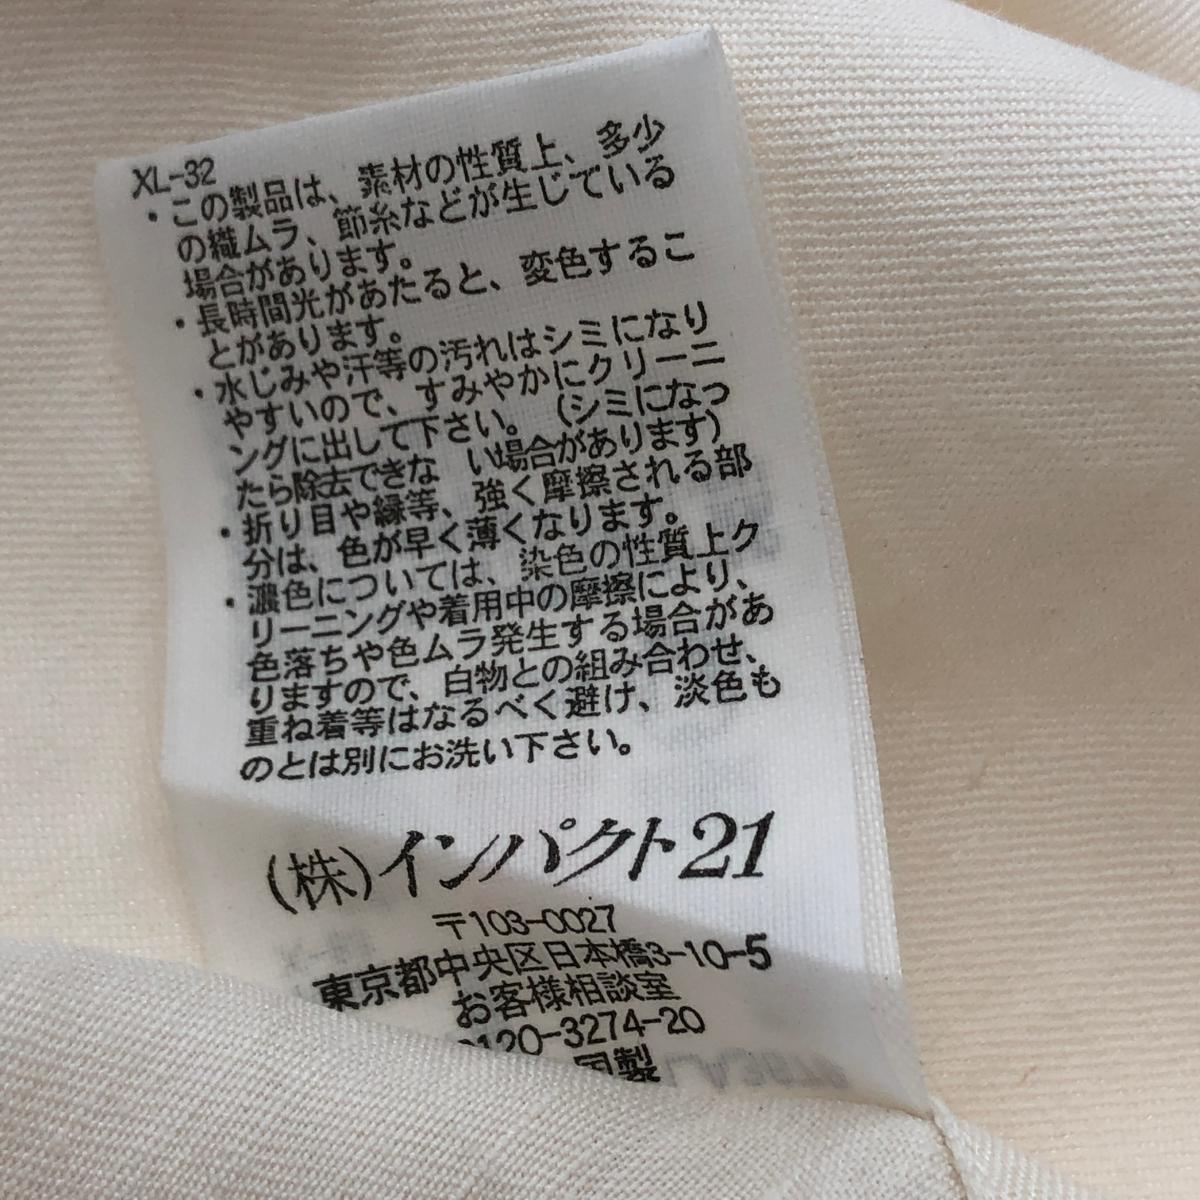 XL-32
・この製品は、素材の性質上、多少
の織ムラ、節糸などが生じている
場合があります。
・長時間光があたると、変色するこ
とがあります。
・水じみや汗等の汚れはシミになり
やすいので、すみやかにクリーニ
ングに出して下さい。(シミになっ
たら除去できな い場合があります)
・折り目や縁等、強く摩擦される部
分は、色が早く薄くなります。
・濃色については、染色の性質上ク
リーニングや着用中の摩擦により、
色落ちや色ムラ発生する場合があ
りますので、白物との組み合わせ、
重ね着等はなるべく避け、淡色も
のとは別にお洗い下さい。
(株)インパクト21
〒103-0027
東京都中央区日本橋3-10-5
お客様相談室
0120-3274-20
国製